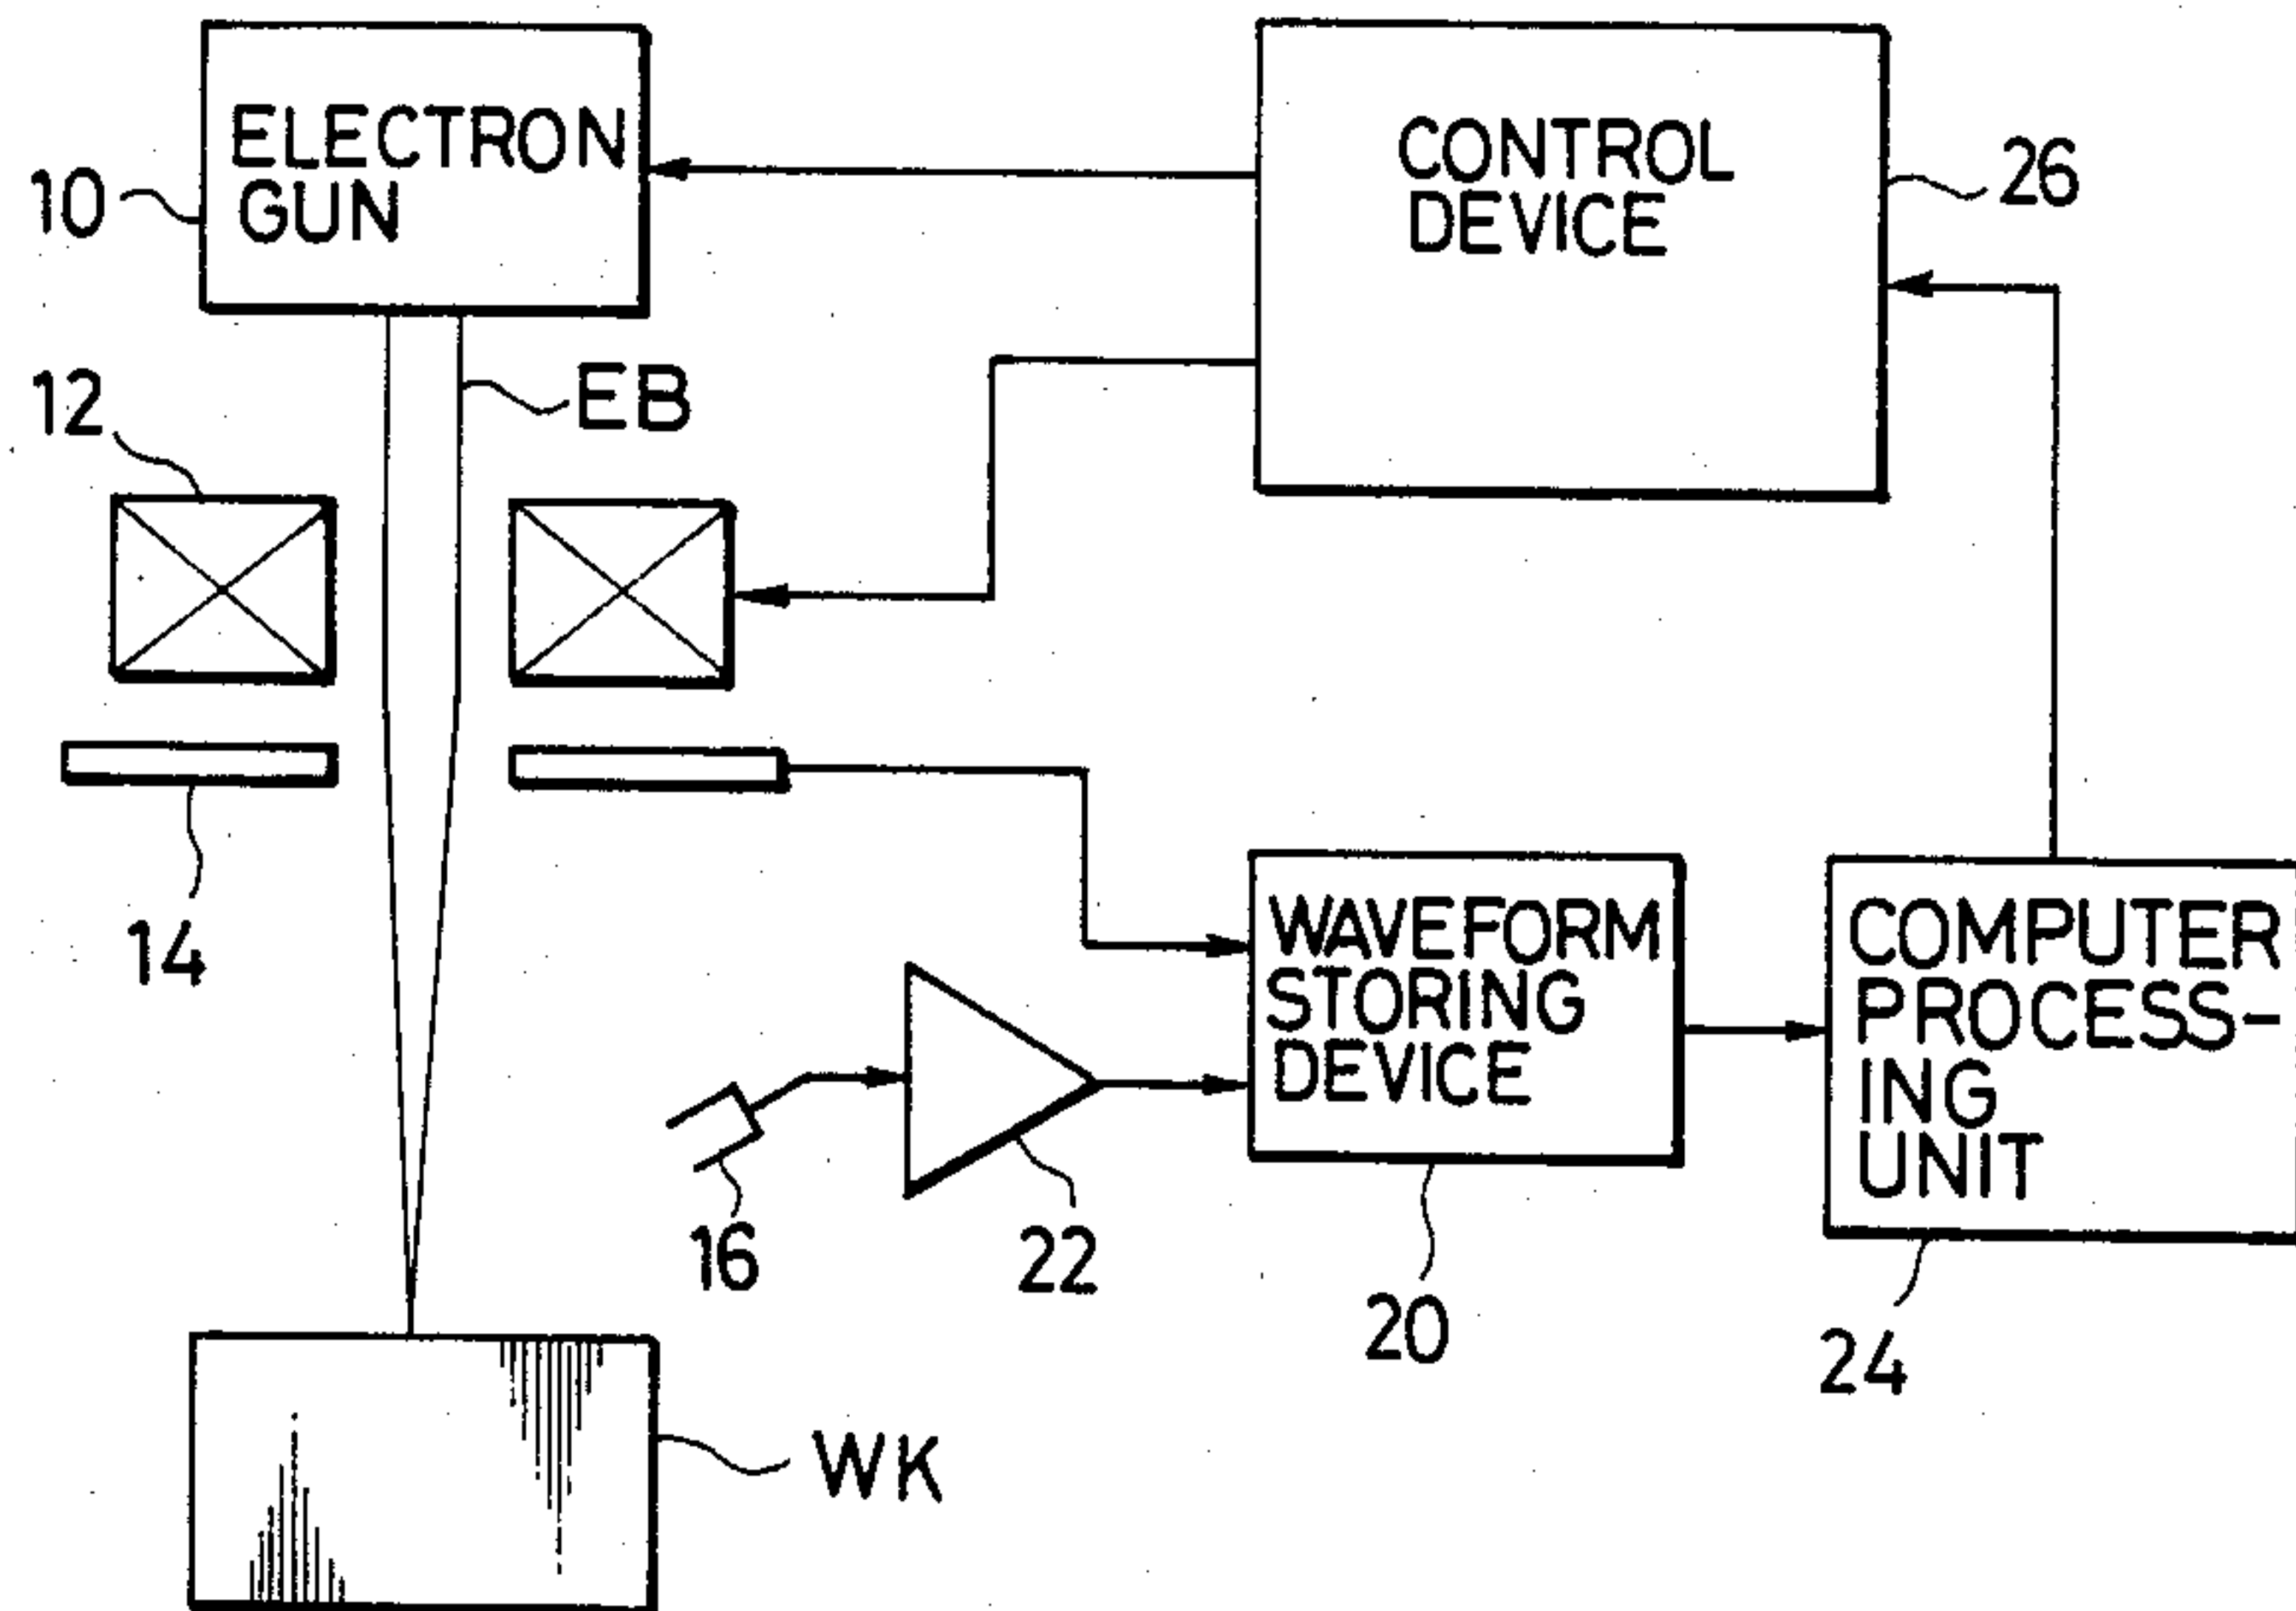 ELECTRON
GUN
10
CONTROL
DEVICE
26
12
EB
14
WAVEFORM
STORING
DEVICE
COMPUTER
PROCESS-
ING
UNIT
16
22
20
24
WK